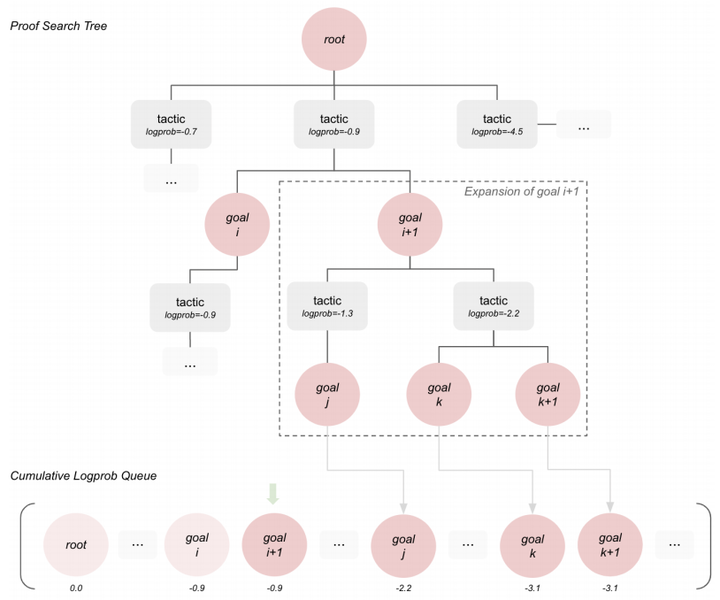 Proof Search Tree
root
tactic
logprob=-0.7
tactic
logprob=-0.9
tactic
logprob=-4.5
...
...
Expansion of goal i+1
goal
i
goal
i+1
tactic
logprob=-0.9
tactic
logprob=-1.3
tactic
logprob=-2.2
...
goal
j
goal
k
goal
k+1
Cumulative Logprob Queue
root
...
goal
i
goal
i+1
...
goal
j
...
goal
k
goal
k+1
...
0.0
-0.9
-0.9
-2.2
-3.1
-3.1